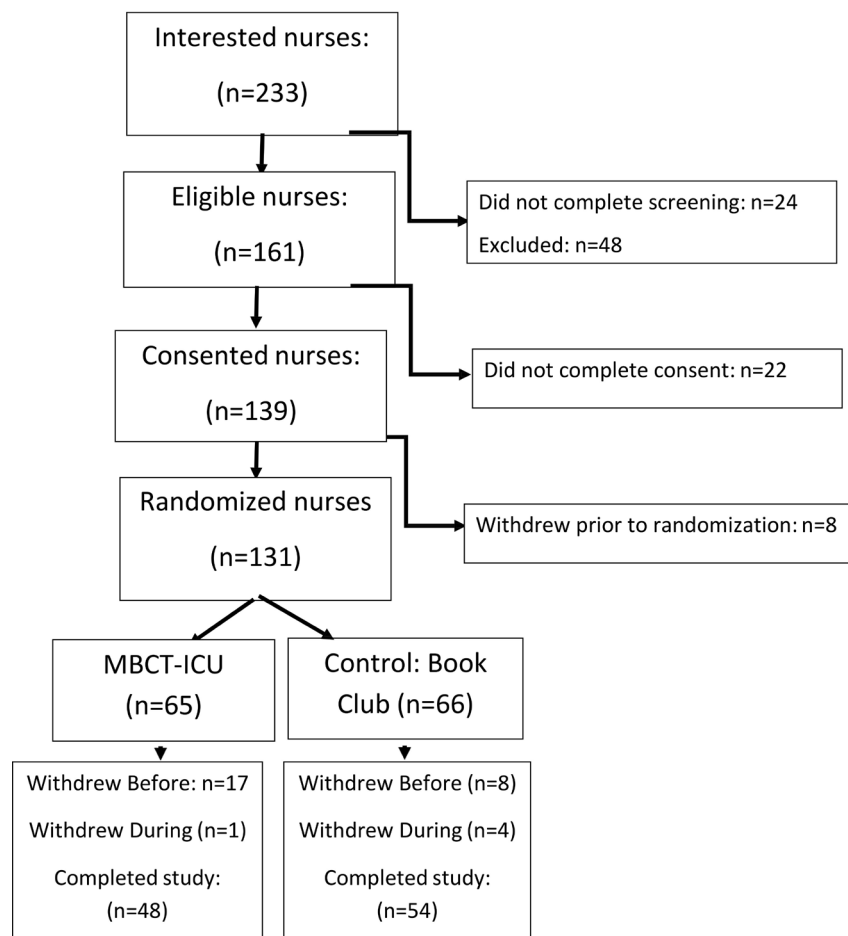 Interested nurses:
(n=233)
Eligible nurses:
(n=161)
Did not complete screening: n=24
Excluded: n=48
Consented nurses:
(n=139)
Did not complete consent: n=22
Randomized nurses
(n=131)
Withdrew prior to randomization: n=8
MBCT-ICU
(n=65)
Control: Book
Club (n=66)
Withdrew Before: n=17
Withdrew During (n=1)
Completed study:
(n=48)
Withdrew Before (n=8)
Withdrew During (n=4)
Completed study:
(n=54)